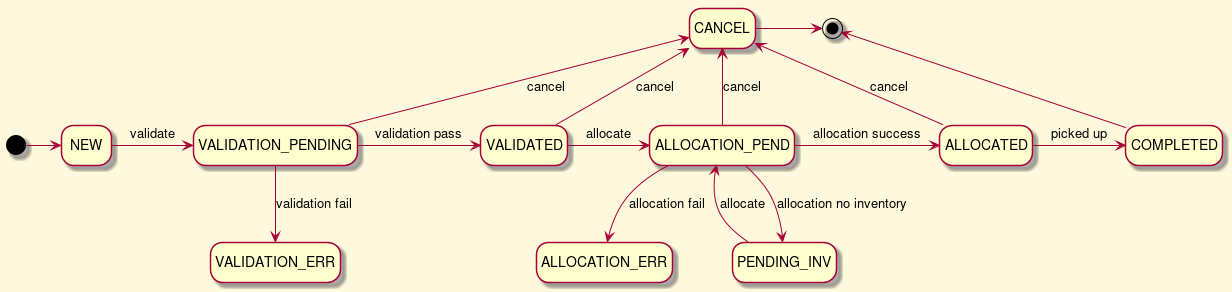 CANCEL
cancel
cancel
cancel
cancel
NEW
validate
VALIDATION_PENDING
validation pass
VALIDATED
allocate
ALLOCATION_PEND
allocation success
ALLOCATED
picked up
COMPLETED
validation fail
allocation fail
allocate
allocation no inventory
VALIDATION_ERR
ALLOCATION_ERR
PENDING_INV